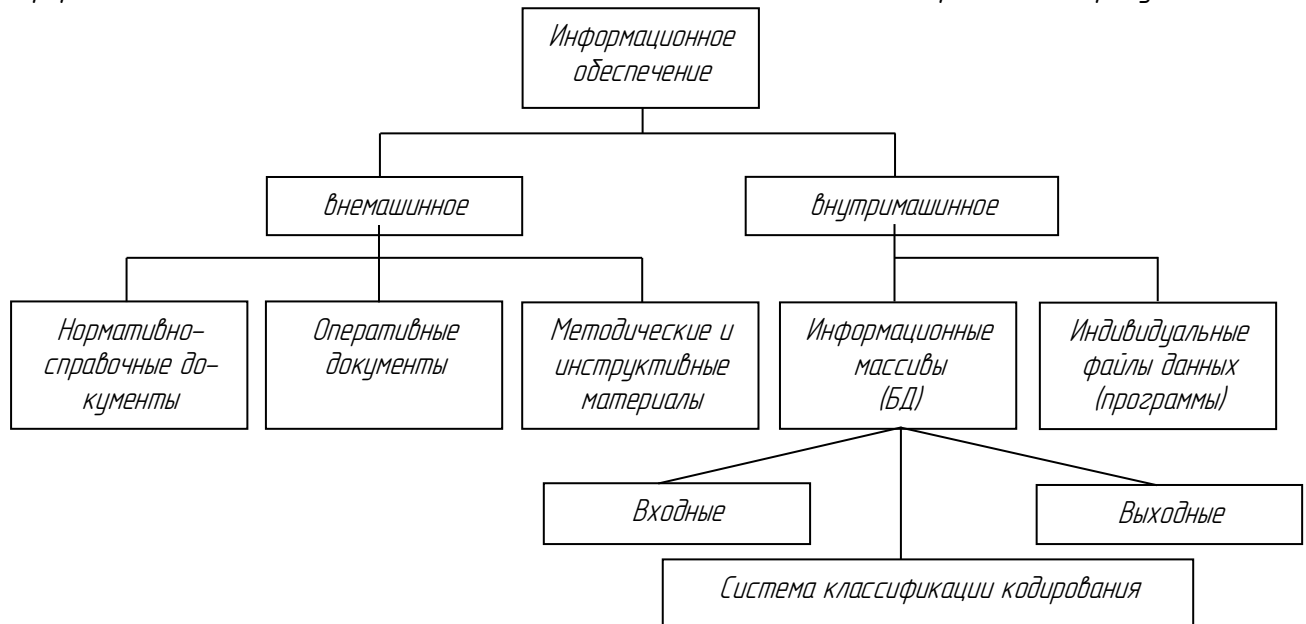 Информационное
обеспечение
внемашинное
внутримашинное
Нормативно-
справочные до-
кументы
Оперативные
документы
Методические и
инструктивные
материалы
Информационные
массивы
(БД)
Индивидуальные
файлы данных
(программы)
Входные
Выходные
Система классификации кодирования